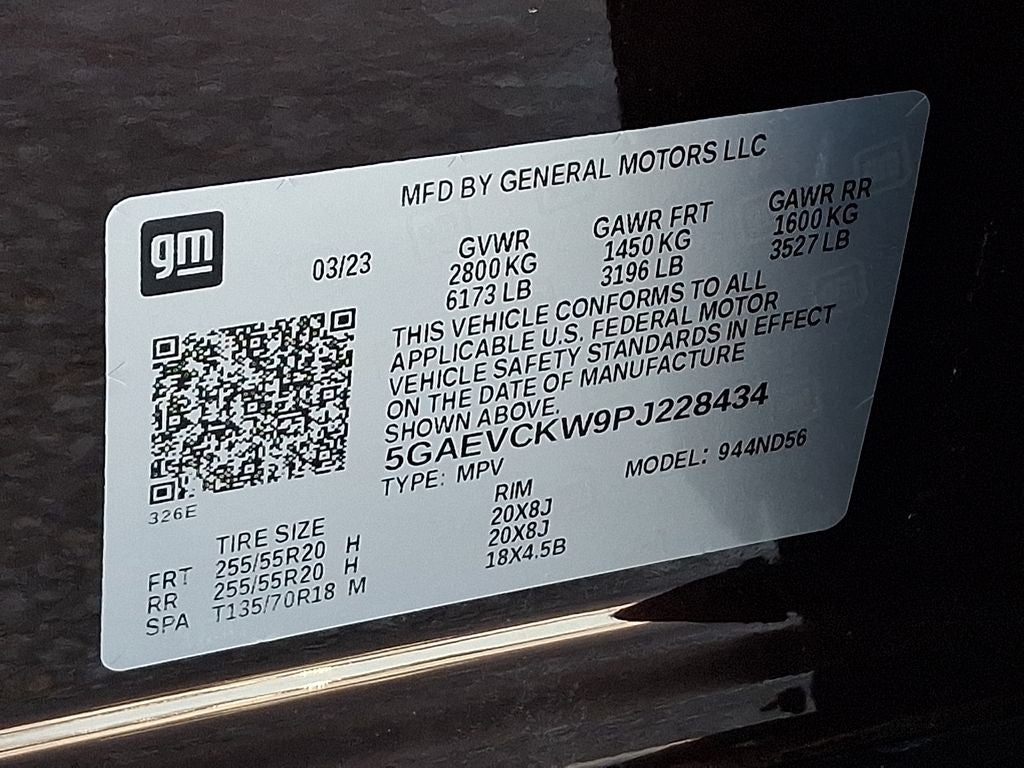 MFD BY GENERAL MOTORS LLC
gm
03/23
GVWR
2800 KG
6173 LB
GAWR FRT
1450 KG
3196 LB
GAWR RR
1600 KG
3527 LB
THIS VEHICLE CONFORMS TO ALL
APPLICABLE U.S. FEDERAL MOTOR
VEHICLE SAFETY STANDARDS IN EFFECT
ON THE DATE OF MANUFACTURE
SHOWN ABOVE.
5GAEVCKW9PJ228434
TYPE: MPV
MODEL: 944ND56
326E
TIRE SIZE RIM
FRT 255/55R20 H 20X8J
RR 255/55R20 H 20X8J
SPA T135/70R18 M 18X4.5B